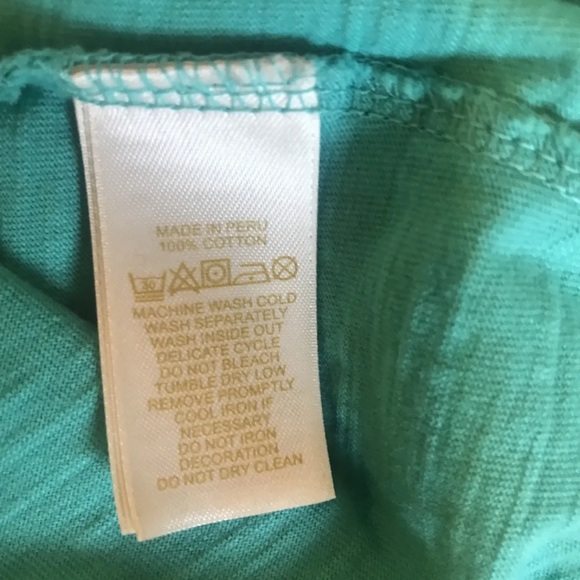 MADE IN PERU
100% COTTON
30
MACHINE WASH COLD
WASH SEPARATELY
WASH INSIDE OUT
DELICATE CYCLE
DO NOT BLEACH
TUMBLE DRY LOW
REMOVE PROMPTLY
COOL IRON IF
NECESSARY
DO NOT IRON
DECORATION
DO NOT DRY CLEAN